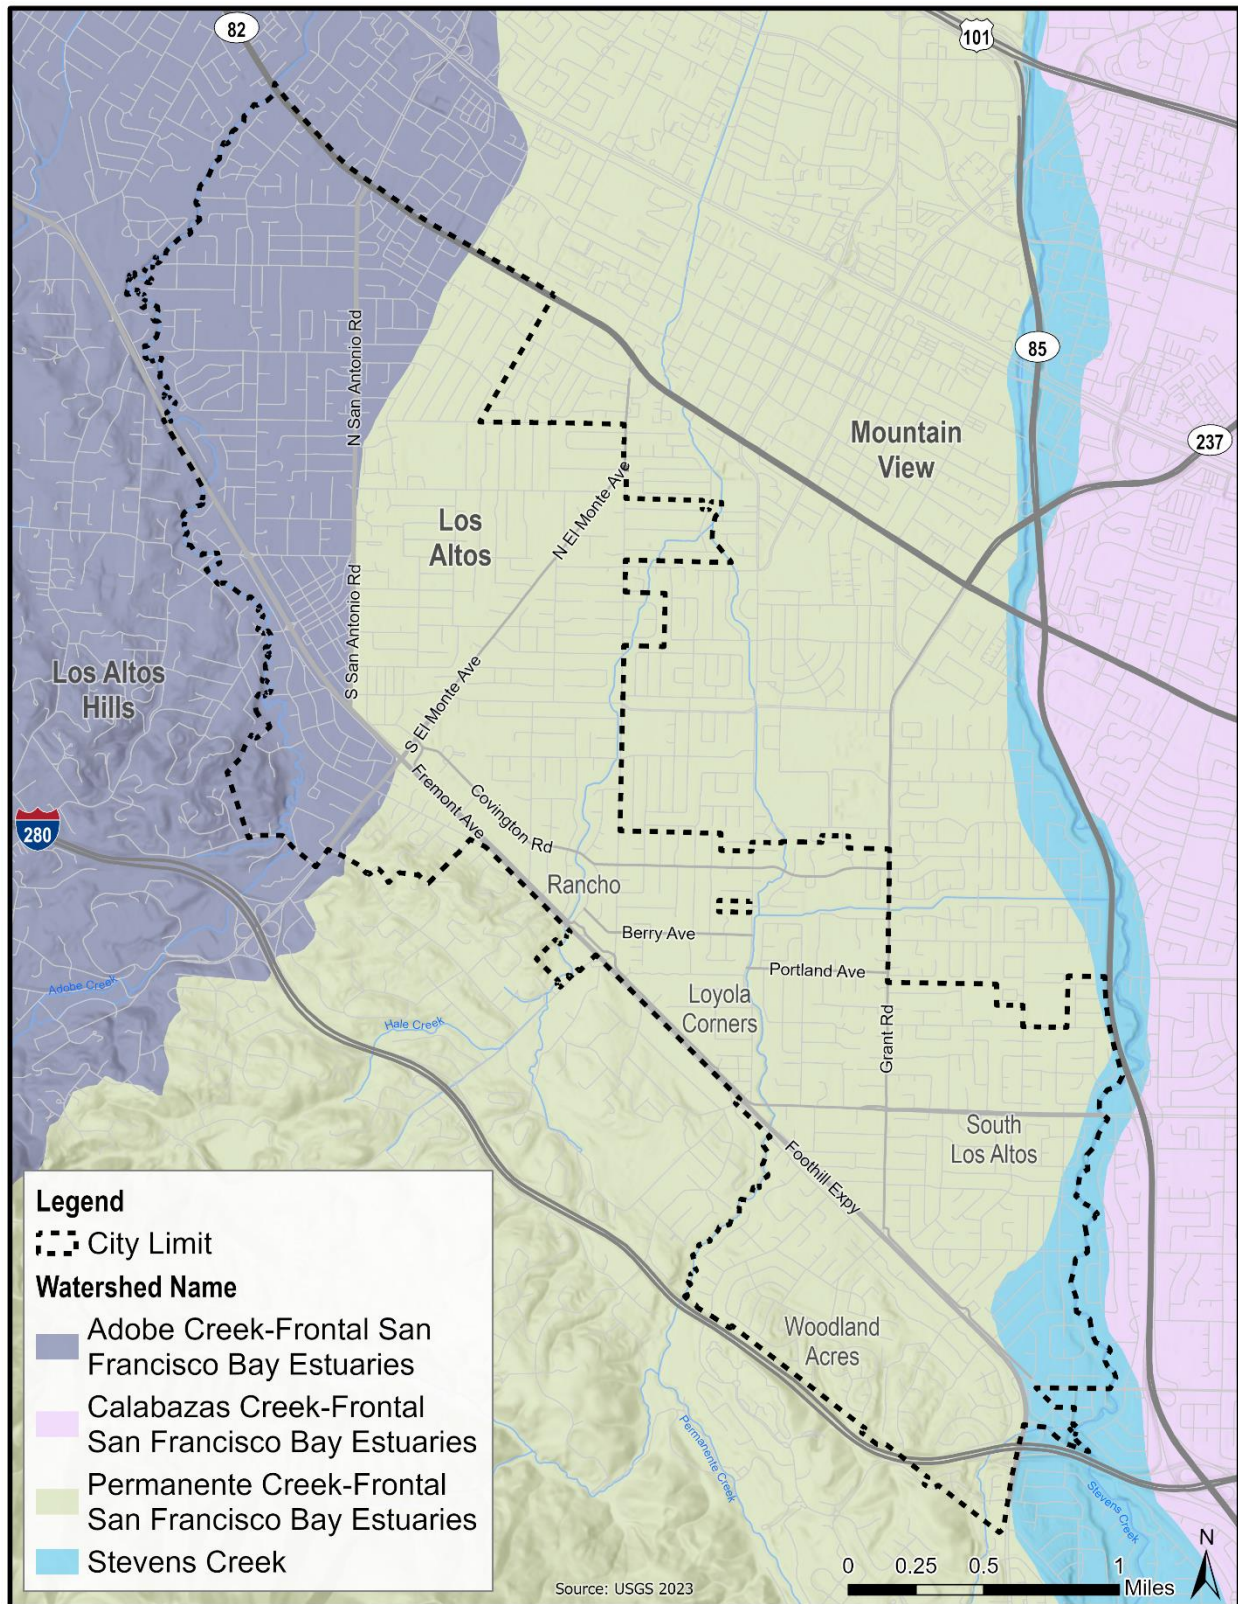 82
101
N San Antonio Rd
85
Mountain
View
237
Los
Altos
N El Monte Ave
S San Antonio Rd
Los Altos
Hills
S El Monte Ave
Fremont Ave
Covington Rd
280
Rancho
Berry Ave
Portland Ave
Adobe Creek
Loyola
Corners
Hale Creek
Grant Rd
South
Los Altos
Foothill Expy
Woodland
Acres
Permanente Creek
Stevens Creek
Legend
City Limit
Watershed Name
Adobe Creek-Frontal San
Francisco Bay Estuaries
Calabazas Creek-Frontal
San Francisco Bay Estuaries
Permanente Creek-Frontal
San Francisco Bay Estuaries
Stevens Creek
Source: USGS 2023
0 0.25 0.5 1
Miles
N